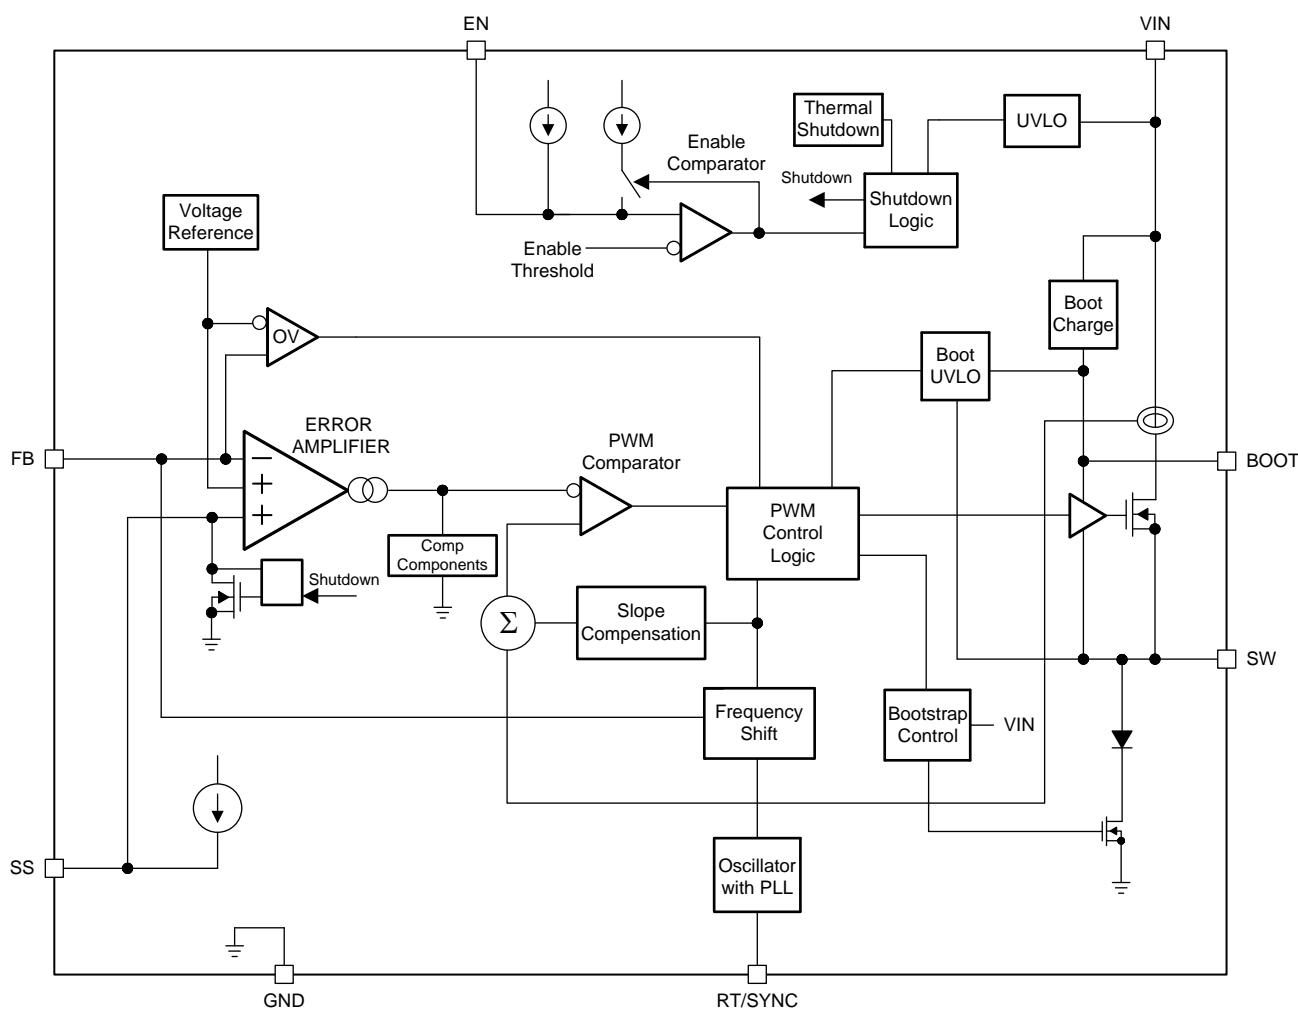 EN
VIN
Thermal
Shutdown
UVLO
Enable
Comparator
Shutdown
Shutdown
Logic
Voltage
Reference
Enable
Threshold
Boot
Charge
OV
Boot
UVLO
ERROR
AMPLIFIER
PWM
Comparator
FB
−
+
+
BOOT
PWM
Control
Logic
Comp
Components
Shutdown
Σ
Slope
Compensation
SW
Frequency
Shift
Bootstrap
Control
VIN
SS
Oscillator
with PLL
GND
RT/SYNC